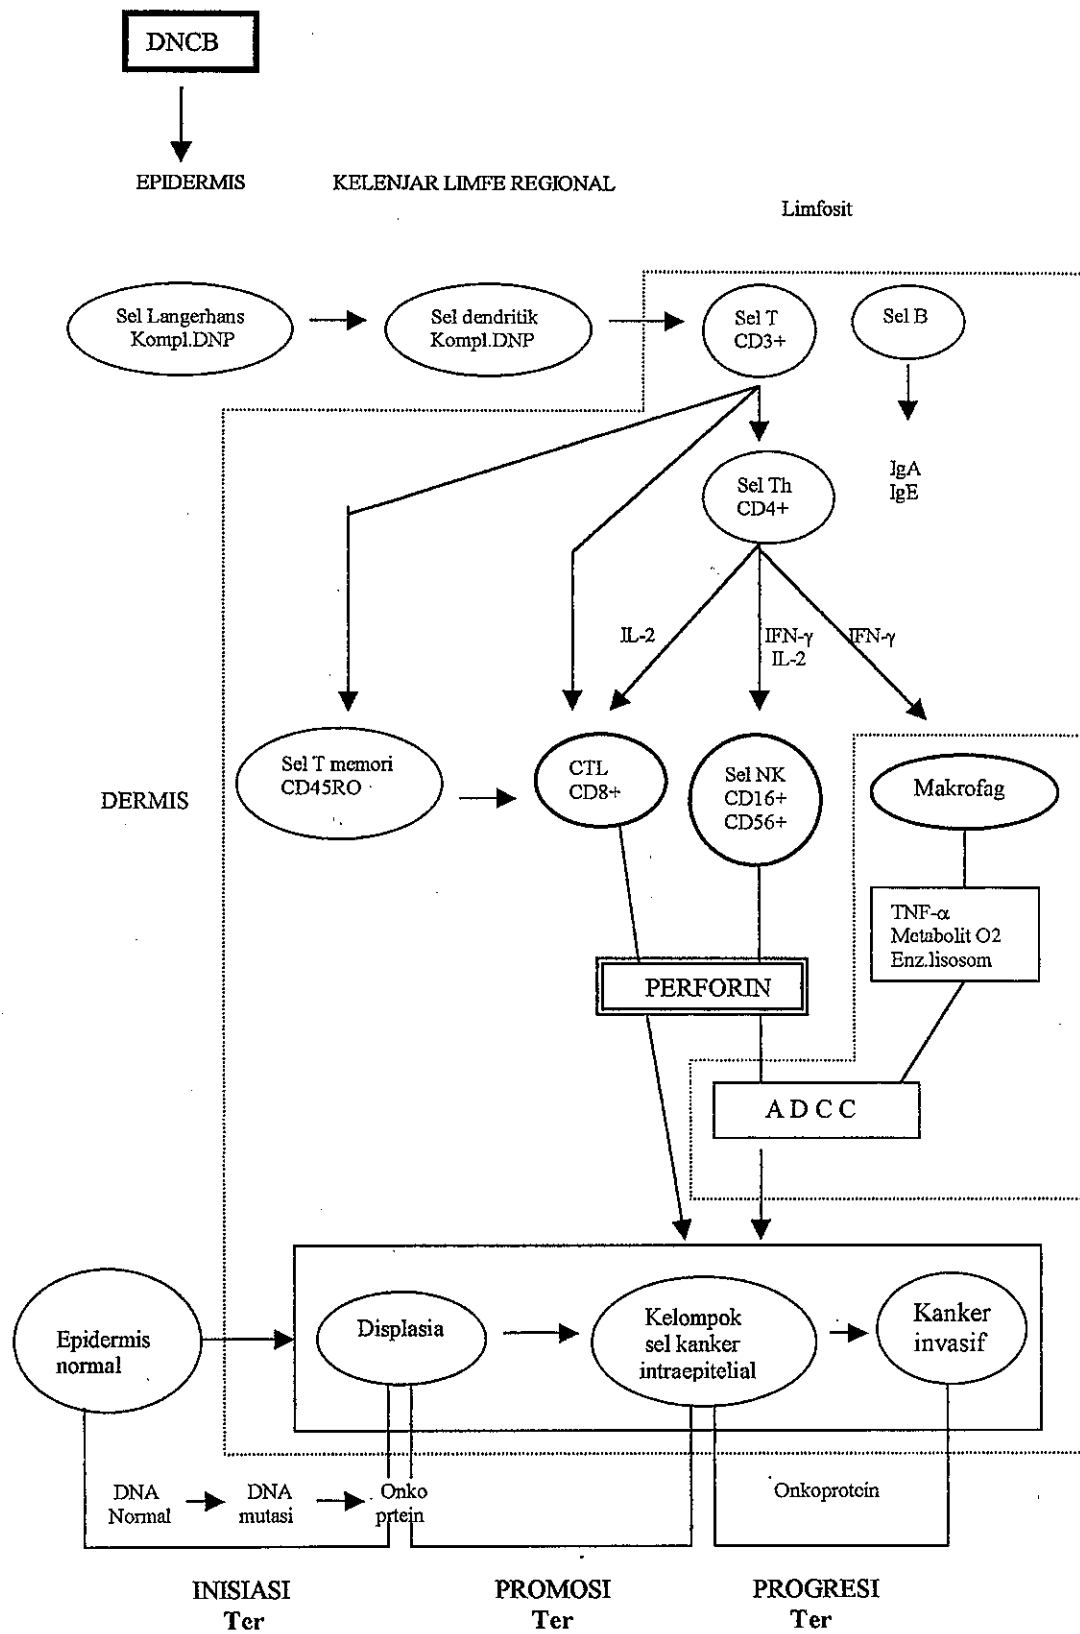 DNCB
EPIDERMIS
KELENJAR LIMFE REGIONAL
Limfosit
Sel Langerhans
Kompl.DNP
Sel dendritik
Kompl.DNP
Sel T
CD3+
Sel B
Sel Th
CD4+
IgA
IgE
IL-2
IFN-γ
IL-2
IFN-γ
DERMIS
Sel T memori
CD45RO
CTL
CD8+
Sel NK
CD16+
CD56+
Makrofag
TNF-α
Metabolit O2
Enz.lisosom
PERFORIN
A D C C
Epidermis
normal
Displasia
Kelompok
sel kanker
intraepitelial
Kanker
invasif
DNA
Normal
DNA
mutasi
Onko
prtein
Onkoprotein
INISIASI
Ter
PROMOSI
Ter
PROGRESI
Ter